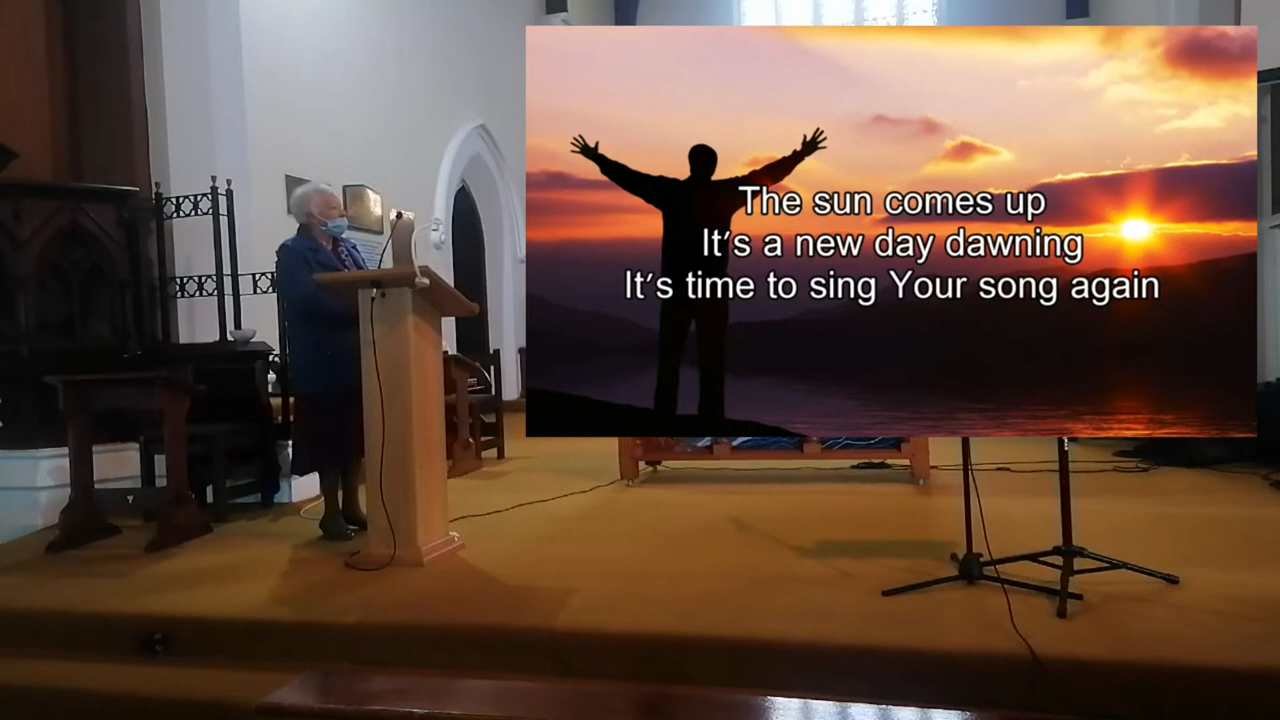 The sun comes up
It's a new day dawning
It's time to sing Your song again